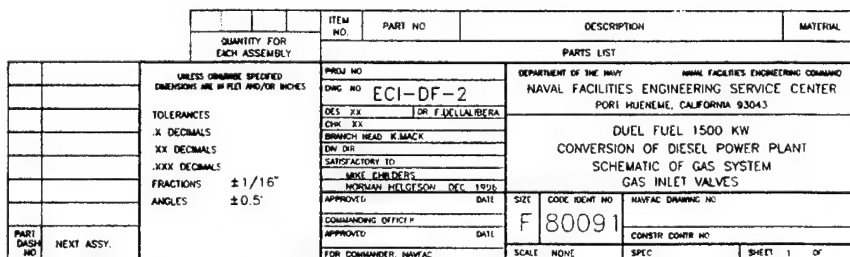 ITEM NO. PART NO DESCRIPTION MATERIAL
QUANTITY FOR EACH ASSEMBLY
PARTS LIST
UNLESS OTHERWISE SPECIFIED
DIMENSIONS ARE IN FEET AND/OR INCHES
TOLERANCES
.X DECIMALS
.XX DECIMALS
.XXX DECIMALS
FRACTIONS ±1/16"
ANGLES ±0.5°
PART DASH NO
NEXT ASSY.
PROJ NO
DWG NO ECI-DF-2
DES XX DR F.DELLALIBERA
CHK XX
BRANCH HEAD K.MACK
DIV DIR
SATISFACTORY TO
MIKE CHILDERS
NORMAN HELGESON DEC 1996
APPROVED DATE
COMMANDING OFFICER
APPROVED DATE
FOR COMMANDER, NAVFAC
DEPARTMENT OF THE NAVY NAVAL FACILITIES ENGINEERING COMMAND
NAVAL FACILITIES ENGINEERING SERVICE CENTER
PORT HUENEME, CALIFORNIA 93043
DUEL FUEL 1500 KW
CONVERSION OF DIESEL POWER PLANT
SCHEMATIC OF GAS SYSTEM
GAS INLET VALVES
SIZE CODE IDENT NO NAVFAC DRAWING NO
F 80091
CONSTR CONTR NO
SCALE NONE SPEC SHEET 1 OF